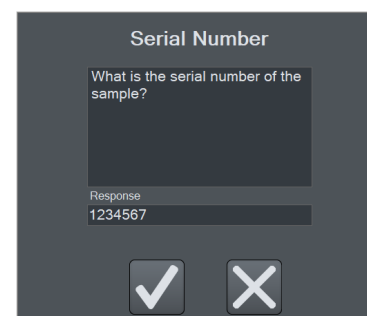 Serial Number
What is the serial number of the
sample?
Response
1234567